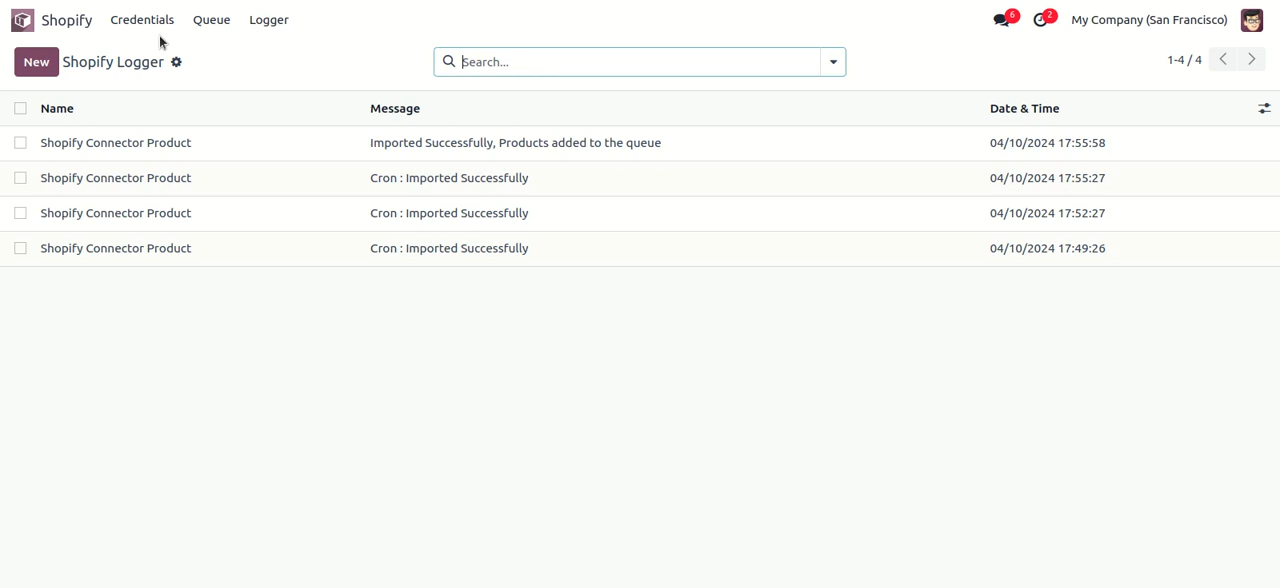 Shopify Credentials Queue Logger 6 2 My Company (San Francisco)
New Shopify Logger Search... 1-4 / 4
Name Message Date & Time
Shopify Connector Product Imported Successfully, Products added to the queue 04/10/2024 17:55:58
Shopify Connector Product Cron : Imported Successfully 04/10/2024 17:55:27
Shopify Connector Product Cron : Imported Successfully 04/10/2024 17:52:27
Shopify Connector Product Cron : Imported Successfully 04/10/2024 17:49:26